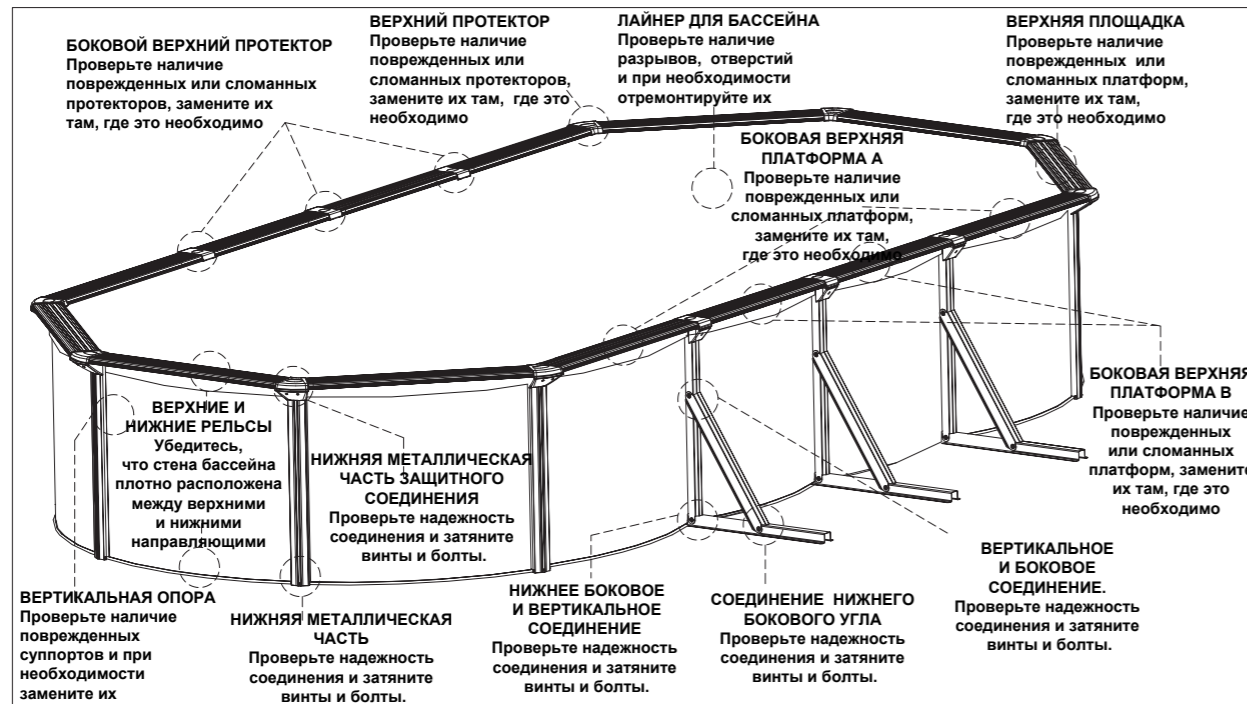 БОКОВОЙ ВЕРХНИЙ ПРОТЕКТОР
Проверьте наличие
поврежденных или сломанных
протекторов, замените их
там, где это необходимо
ВЕРХНИЙ ПРОТЕКТОР
Проверьте наличие
поврежденных или
сломанных протекторов,
замените их там, где это
необходимо
ЛАЙНЕР ДЛЯ БАССЕЙНА
Проверьте наличие
разрывов, отверстий
и при необходимости
отремонтируйте их
ВЕРХНЯЯ ПЛОЩАДКА
Проверьте наличие
поврежденных или
сломанных платформ,
замените их там,
где это необходимо
БОКОВАЯ ВЕРХНЯЯ
ПЛАТФОРМА А
Проверьте наличие
поврежденных или
сломанных платформ,
замените их там,
где это необходимо
БОКОВАЯ ВЕРХНЯЯ
ПЛАТФОРМА В
Проверьте наличие
поврежденных
или сломанных
платформ, замените
их там, где это
необходимо
ВЕРХНИЕ И
НИЖНИЕ РЕЛЬСЫ
Убедитесь,
что стена бассейна
плотно расположена
между верхними
и нижними
направляющими
НИЖНЯЯ МЕТАЛЛИЧЕСКАЯ
ЧАСТЬ ЗАЩИТНОГО
СОЕДИНЕНИЯ
Проверьте надежность
соединения и затяните
винты и болты.
ВЕРТИКАЛЬНАЯ ОПОРА
Проверьте наличие
поврежденных
суппортов и при
необходимости
замените их
НИЖНЯЯ МЕТАЛЛИЧЕСКАЯ
ЧАСТЬ
Проверьте надежность
соединения и затяните
винты и болты.
НИЖНЕЕ БОКОВОЕ
И ВЕРТИКАЛЬНОЕ
СОЕДИНЕНИЕ
Проверьте надежность
соединения и затяните
винты и болты.
СОЕДИНЕНИЕ НИЖНЕГО
БОКОВОГО УГЛА
Проверьте надежность
соединения и затяните
винты и болты.
ВЕРТИКАЛЬНОЕ
И БОКОВОЕ
СОЕДИНЕНИЕ.
Проверьте надежность
соединения и затяните
винты и болты.